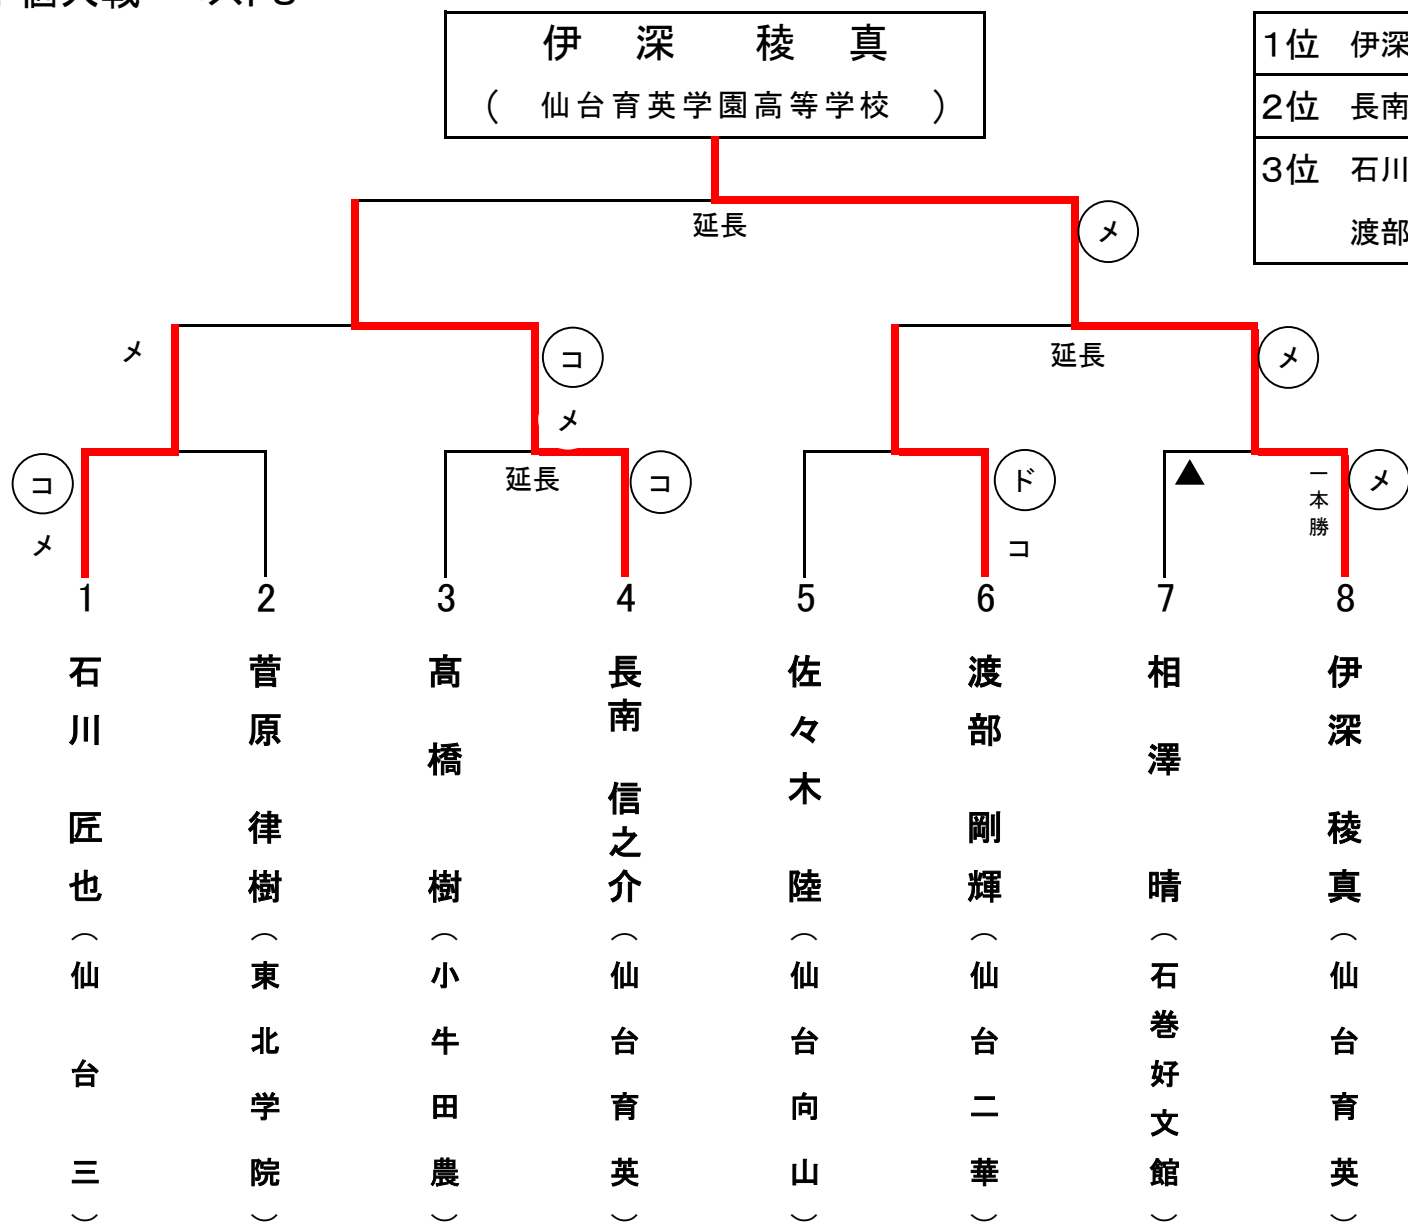 伊 深 稜 真
( 仙台育英学園高等学校 )
1位 伊深
2位 長南
3位 石川
渡部
延長
メ
メ
コ
メ
延長
メ
コ
メ
延長
コ
ド
コ
▲
一本勝
メ
1 2 3 4 5 6 7 8
石川 匠也(仙台三)
菅原 律樹(東北学院)
髙橋 樹(小牛田農)
長南 信之介(仙台育英)
佐々木 陸(仙台向山)
渡部 剛輝(仙台二華)
相澤 晴(石巻好文館)
伊深 稜真(仙台育英)